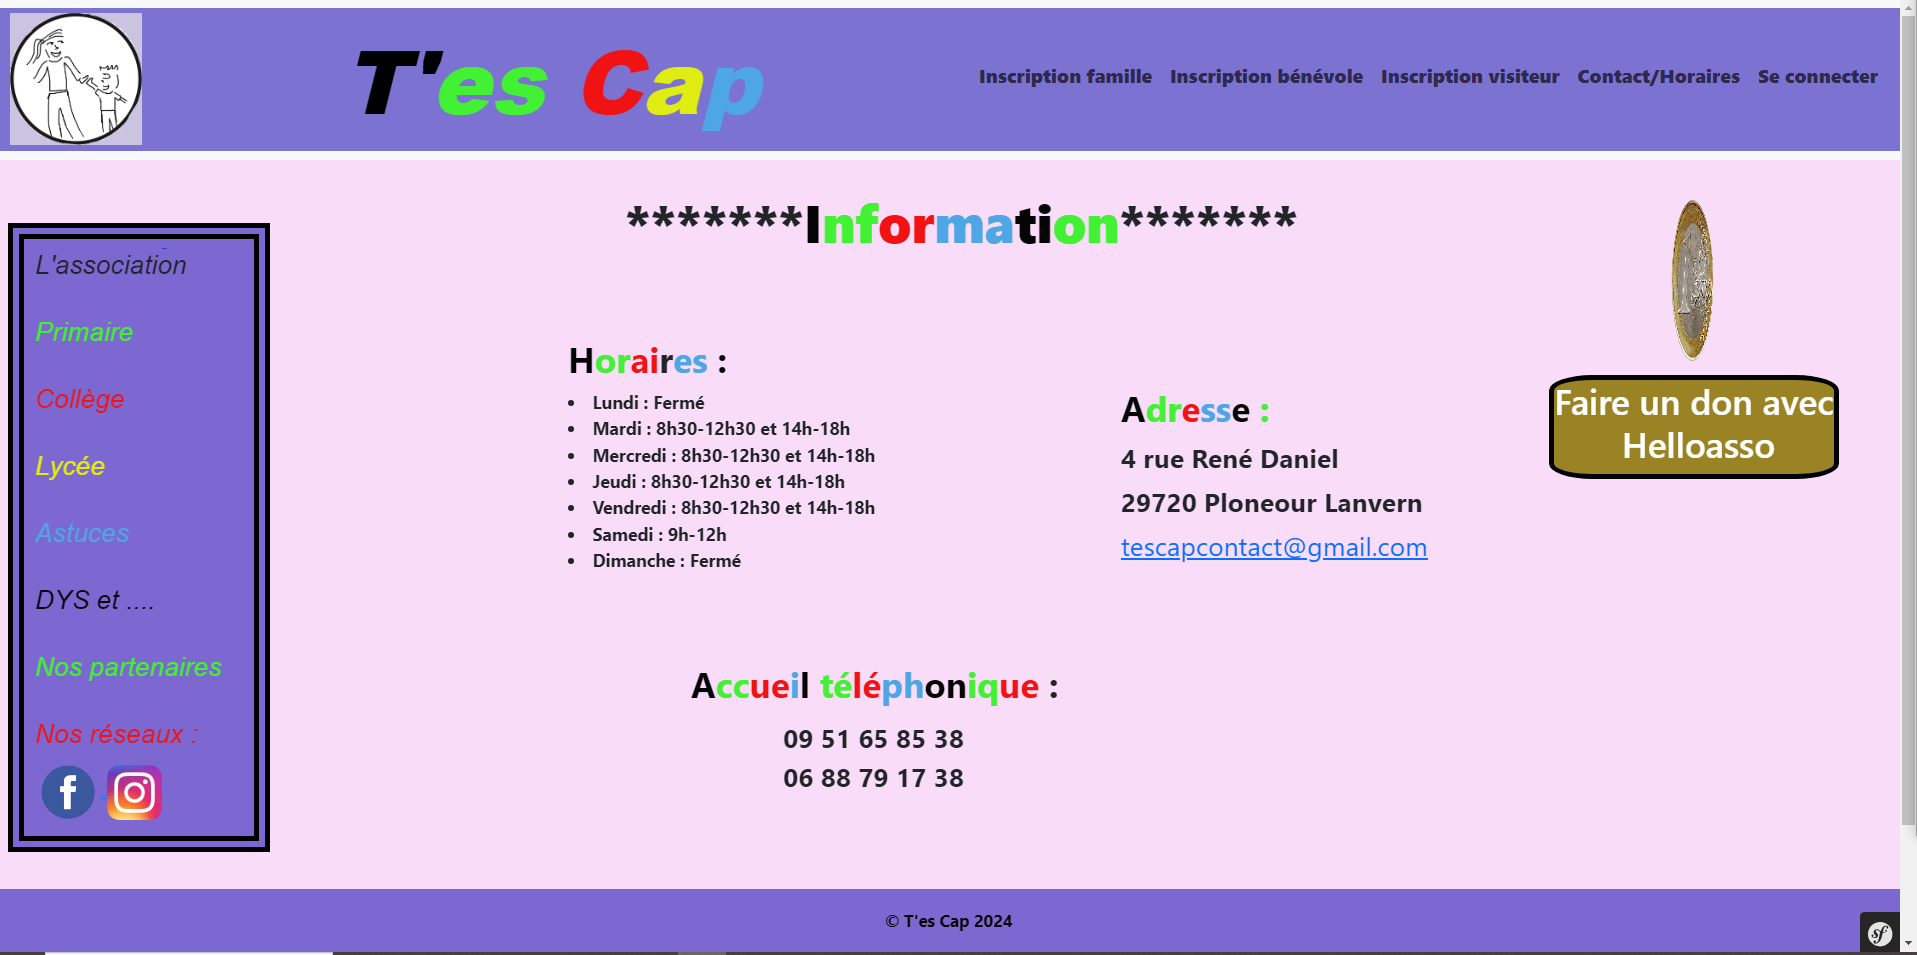 T'es Cap
Inscription famille Inscription bénévole Inscription visiteur Contact/Horaires Se connecter
*******Information*******
L'association
Primaire
Collège
Lycée
Astuces
DYS et ....
Nos partenaires
Nos réseaux :
Horaires :
• Lundi : Fermé
• Mardi : 8h30-12h30 et 14h-18h
• Mercredi : 8h30-12h30 et 14h-18h
• Jeudi : 8h30-12h30 et 14h-18h
• Vendredi : 8h30-12h30 et 14h-18h
• Samedi : 9h-12h
• Dimanche : Fermé
Adresse :
4 rue René Daniel
29720 Ploneour Lanvern
tescapcontact@gmail.com
1
Faire un don avec
Helloasso
Accueil téléphonique :
09 51 65 85 38
06 88 79 17 38
© T'es Cap 2024
sf